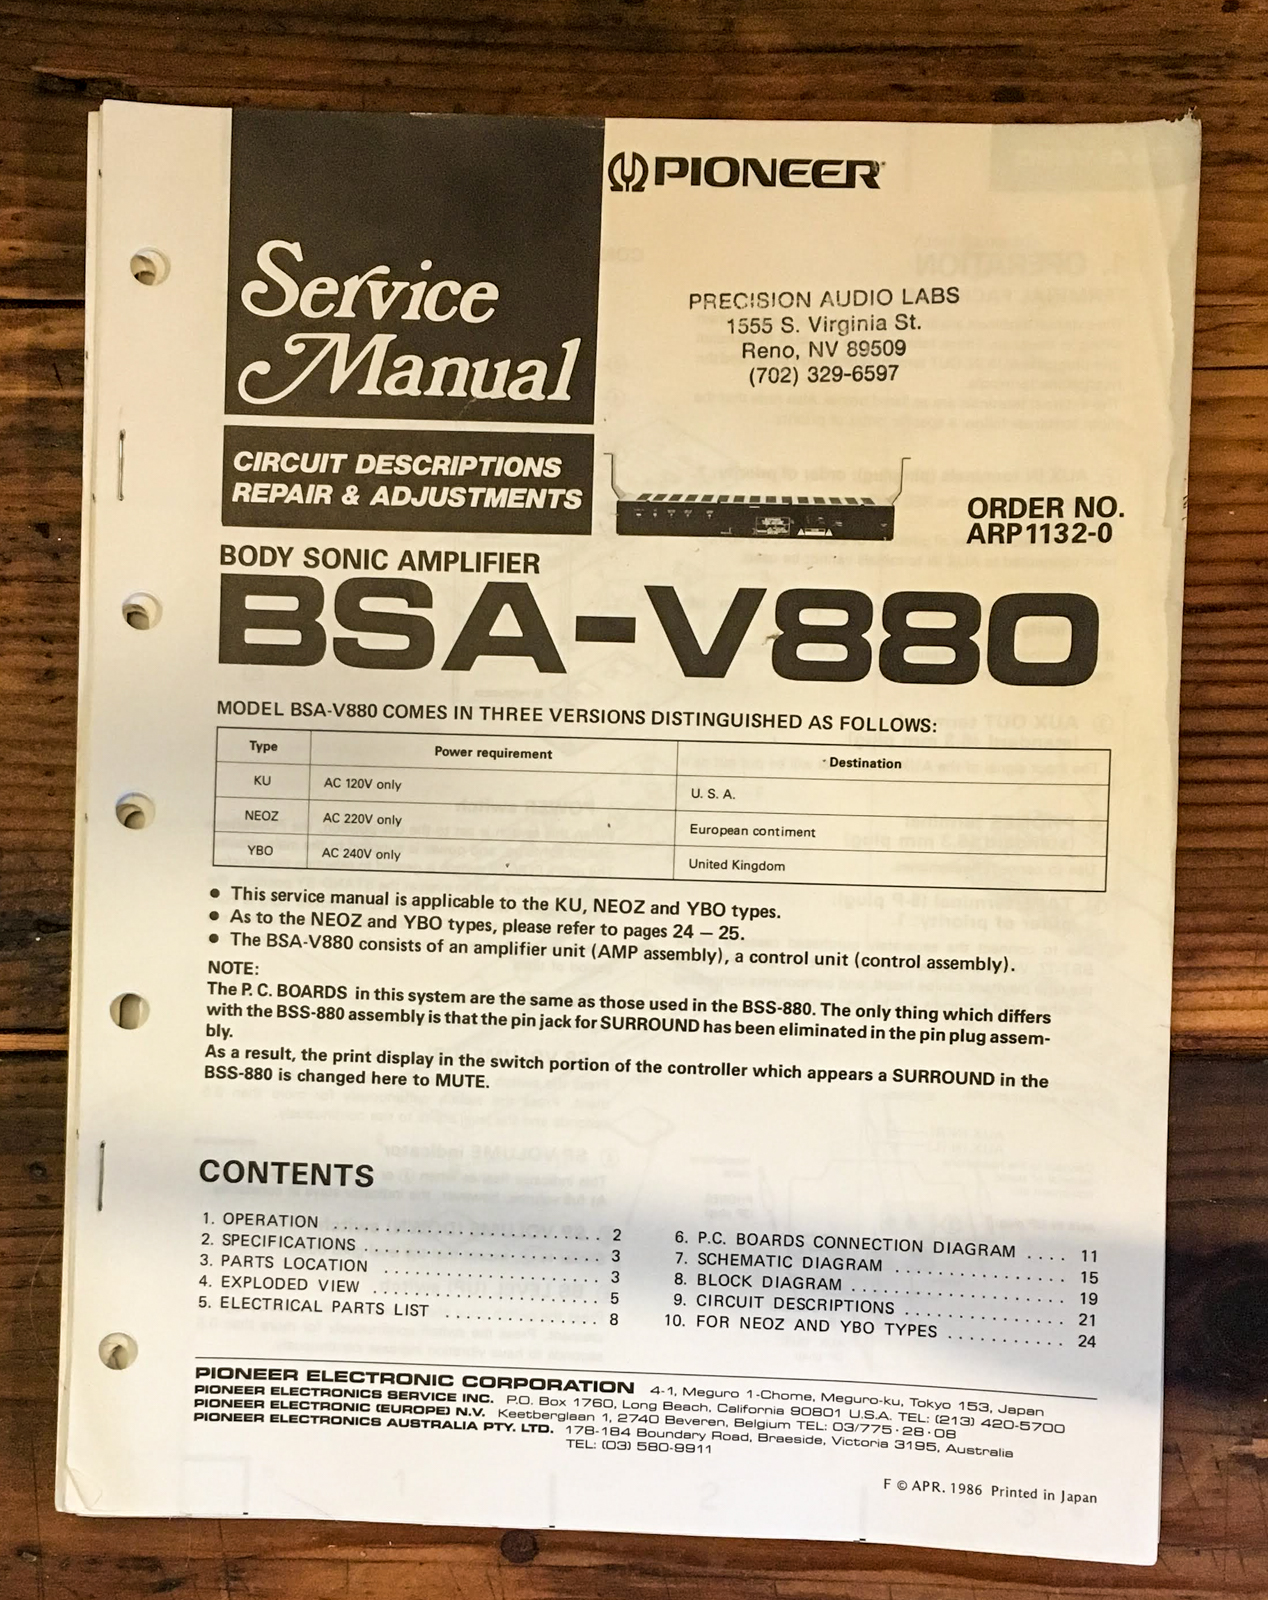 PIONEER
Service
Manual
PRECISION AUDIO LABS
1555 S. Virginia St.
Reno, NV 89509
(702) 329-6597
CIRCUIT DESCRIPTIONS
REPAIR & ADJUSTMENTS
ORDER NO.
ARP1132-0
BODY SONIC AMPLIFIER
BSA-V880
MODEL BSA-V880 COMES IN THREE VERSIONS DISTINGUISHED AS FOLLOWS:
Type Power requirement Destination
KU AC 120V only U. S. A.
NEOZ AC 220V only European contiment
YBO AC 240V only United Kingdom
● This service manual is applicable to the KU, NEOZ and YBO types.
● As to the NEOZ and YBO types, please refer to pages 24 – 25.
● The BSA-V880 consists of an amplifier unit (AMP assembly), a control unit (control assembly).
NOTE:
The P. C. BOARDS in this system are the same as those used in the BSS-880. The only thing which differs
with the BSS-880 assembly is that the pin jack for SURROUND has been eliminated in the pin plug assem-
bly.
As a result, the print display in the switch portion of the controller which appears a SURROUND in the
BSS-880 is changed here to MUTE.
CONTENTS
1. OPERATION . . . . . . . . . . . . . . . . . . . . . . . . 2
2. SPECIFICATIONS . . . . . . . . . . . . . . . . . . . . . 3
3. PARTS LOCATION . . . . . . . . . . . . . . . . . . . . 3
4. EXPLODED VIEW . . . . . . . . . . . . . . . . . . . . . 5
5. ELECTRICAL PARTS LIST . . . . . . . . . . . . . . . 8
6. P.C. BOARDS CONNECTION DIAGRAM . . . . 11
7. SCHEMATIC DIAGRAM . . . . . . . . . . . . . . . . 15
8. BLOCK DIAGRAM . . . . . . . . . . . . . . . . . . . . 19
9. CIRCUIT DESCRIPTIONS . . . . . . . . . . . . . . . 21
10. FOR NEOZ AND YBO TYPES . . . . . . . . . . . 24
PIONEER ELECTRONIC CORPORATION 4-1, Meguro 1-Chome, Meguro-ku, Tokyo 153, Japan
PIONEER ELECTRONICS SERVICE INC. P.O. Box 1760, Long Beach, California 90801 U.S.A. TEL: (213) 420-5700
PIONEER ELECTRONIC (EUROPE) N.V. Keetberglaan 1, 2740 Beveren, Belgium TEL: 03/775·28·08
PIONEER ELECTRONICS AUSTRALIA PTY. LTD. 178-184 Boundary Road, Braeside, Victoria 3195, Australia
TEL: (03) 580-9911
F © APR. 1986 Printed in Japan